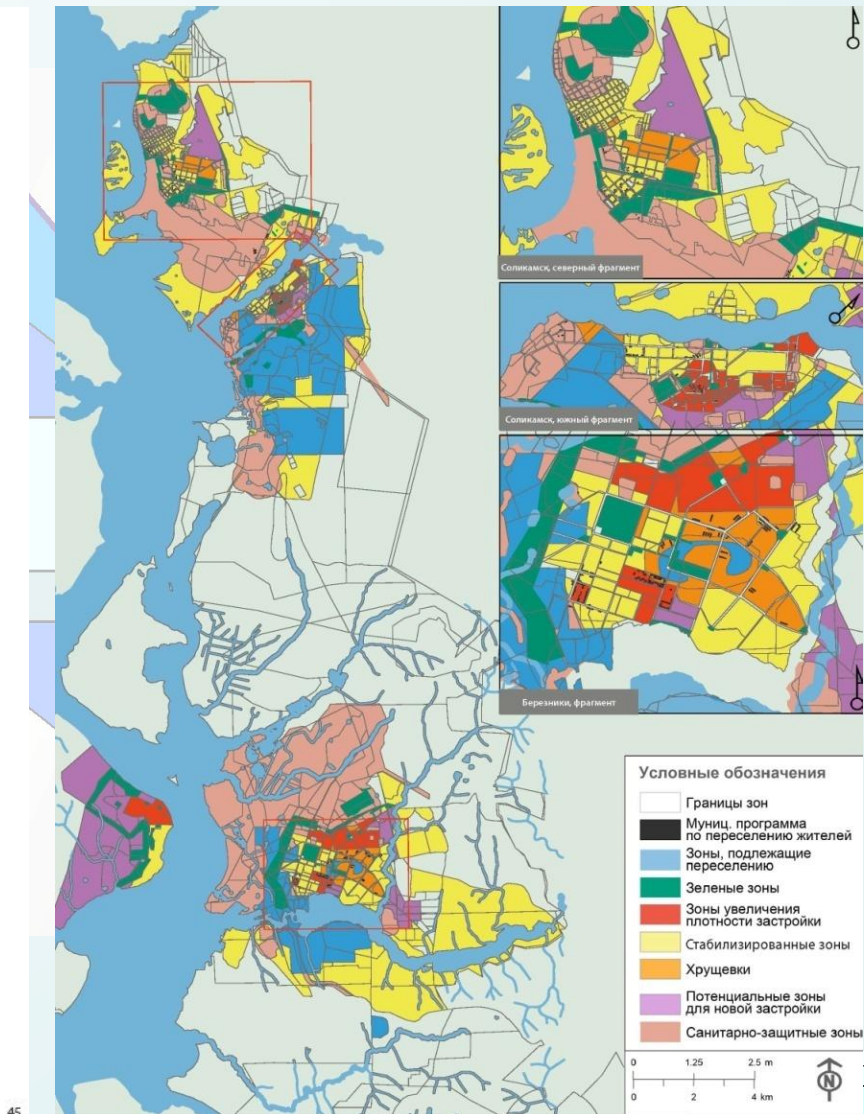 Соликамск, северный фрагмент
Соликамск, южный фрагмент
Березники, фрагмент
Условные обозначения
Границы зон
Муниц. программа
по переселению жителей
Зоны, подлежащие
переселению
Зеленые зоны
Зоны увеличения
плотности застройки
Стабилизированные зоны
Хрущевки
Потенциальные зоны
для новой застройки
Санитарно-защитные зоны
0 1.25 2.5 m
0 2 4 km
N
45